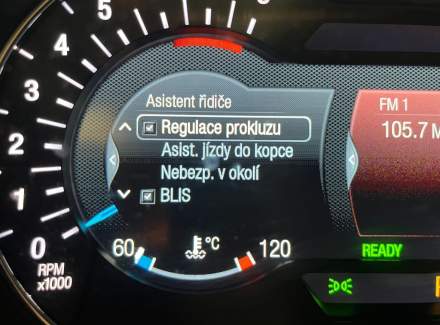 6
5
4
3
2
1
0
RPM
x1000
Asistent řidiče
Regulace prokluzu
Asist. jízdy do kopce
Nebezp. v okolí
BLIS
60
°C
120
FM 1
105.7 M
READY